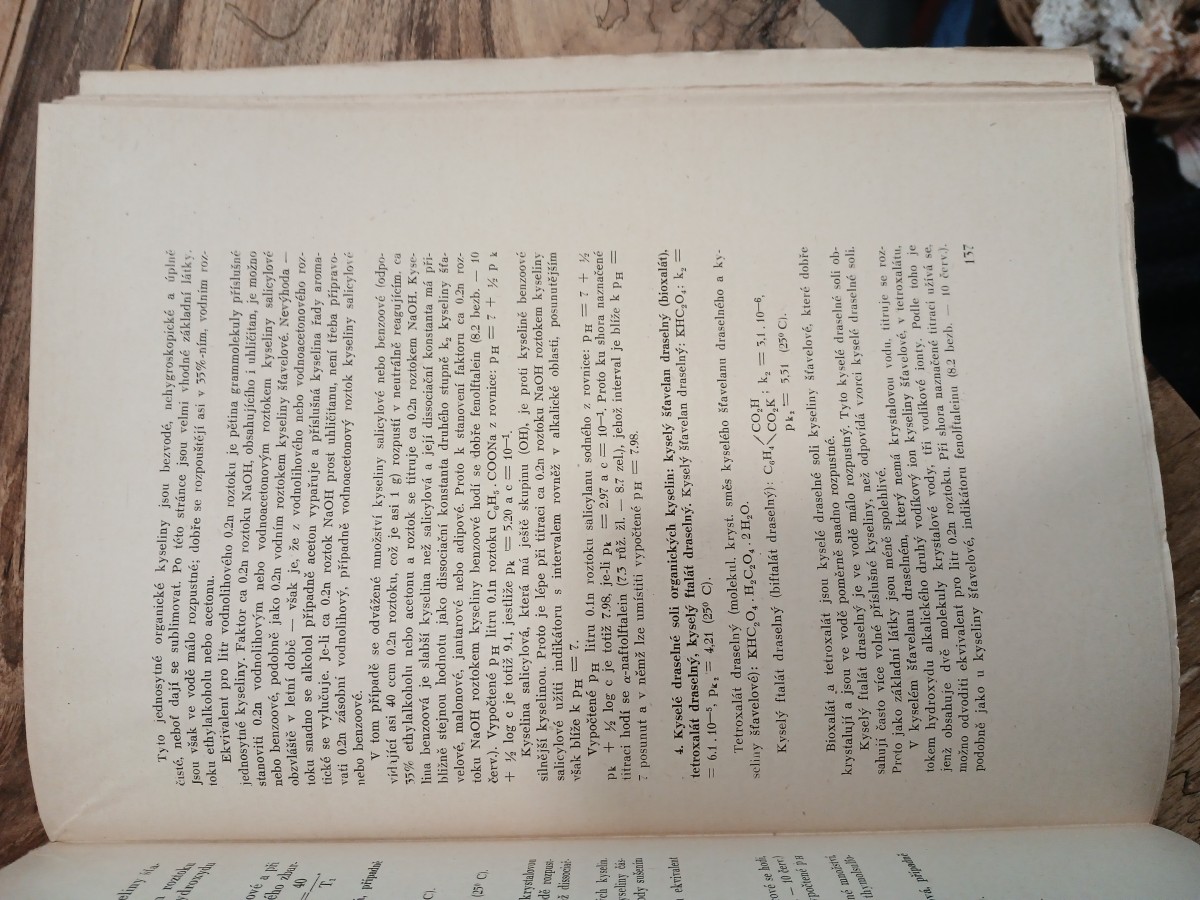 Tyto jednosytné organické kyseliny jsou bezvodé, nehygroskopické a úplně
čisté, neboť dají se sublimovat. Po této stránce jsou velmi vhodné základní látky.
Jsou však ve vodě málo rozpustné; dobře se rozpouštějí asi v 35%-ním, vodním roz-
toku ethylalkoholu nebo acetonu.
Ekvivalent pro litr vodnolihového 0.2n roztoku je pětina grammolekuly příslušné
jednosytné kyseliny. Faktor ca 0.2n roztoku NaOH, obsahujícího i uhličitan, je možno
stanoviti 0.2n vodnolihovým nebo vodnoacetonovým roztokem kyseliny salicylové
nebo benzoové, podobně jako 0.2n vodním roztokem kyseliny šťavelové. Nevýhoda —
obzvláště v letní době — však je, že z vodnolihového nebo vodnoacetonového roz-
toku snadno se alkohol případně aceton vypařuje a příslušná kyselina řady aroma-
tické se vylučuje. Je-li ca 0.2n roztok NaOH prost uhličitanu, není třeba připravo-
vati 0.2n zásobní vodnolihový, případně vodnoacetonový roztok kyseliny salicylové
nebo benzoové.
V tom případě se odvážené množství kyseliny salicylové nebo benzoové (odpo-
vídající asi 40 ccm 0.2n roztoku, což je asi 1 g) rozpustí v neutrálně reagujícím. ca
35% ethylalkoholu nebo acetonu a roztok se titruje ca 0.2n roztokem NaOH. Kyse-
lina benzoová je slabší kyselina než salicylová a její dissociační konstanta má při-
bližně stejnou hodnotu jako dissociační konstanta druhého stupně k₂ kyseliny šťa-
velové, malonové, jantarové nebo adipové. Proto k stanovení faktoru ca 0.2n roz-
toku NaOH roztokem kyseliny benzoové hodí se dobře fenolftalein (8.2 bezb. — 10
červ.). Vypočtené pH litru 0.1n roztoku C₆H₅.COONa z rovnice: pH = 7 + ½ p k
+ ½ log c je totiž 9.1, jestliže pk = 5.20 a c = 10⁻¹.
Kyselina salicylová, která má ještě skupinu (OH), je proti kyselině benzoové
silnější kyselinou. Proto je lépe při titraci ca 0.2n roztoku NaOH roztokem kyseliny
salicylové užíti indikátoru s intervalem rovněž v alkalické oblasti, posunutějším
však blíže k pH = 7.
Vypočtené pH litru 0.1n roztoku salicylanu sodného z rovnice: pH = 7 + ½
pk + ½ log c je totiž 7.98, je-li pk = 2.97 a c = 10⁻¹. Proto ku shora naznačené
titraci hodí se α-naftolftalein (7.3 růž. žl. — 8.7 zel.), jehož interval je blíže k pH =
7 posunut a v němž lze umístiti vypočtené pH = 7.98.
4. Kyselé draselné soli organických kyselin: kyselý šťavelan draselný (bioxalát),
tetroxalát draselný, kyselý ftalát draselný. Kyselý šťavelan draselný: KHC₂O₄; k₂ =
= 6.1.10⁻⁵, pk₂ = 4,21 (25⁰ C).
Tetroxalát draselný (molekul. kryst. směs kyselého šťavelanu draselného a ky-
seliny šťavelové): KHC₂O₄.H₂C₂O₄.2H₂O.
Kyselý ftalát draselný (biftalát draselný): C₆H₄<CO₂H CO₂K ; k₂ = 3,1.10⁻⁶,
pk₂ = 5,51 (25⁰ C).
Bioxalát a tetroxalát jsou kyselé draselné soli kyseliny šťavelové, které dobře
krystalují a jsou ve vodě poměrně snadno rozpustné. Tyto kyselé draselné soli ob-
Kyselý ftalát draselný je ve vodě málo rozpustný.
sahují často více volné příslušné kyseliny, než odpovídá vzorci kyselé draselné soli.
Proto jako základní látky jsou méně spolehlivé.
V kyselém šťavelanu draselném, který nemá krystalovou vodu, titruje se roz-
tokem hydroxydu alkalického druhý vodíkový ion kyseliny šťavelové, v tetroxalátu,
jenž obsahuje dvě molekuly krystalové vody, tři vodíkové ionty. Podle toho je
možno odvoditi ekvivalent pro litr 0.2n roztoku. Při shora naznačené titraci užívá se,
podobně jako u kyseliny šťavelové, indikátoru fenolftaleinu (8.2 bezb. — 10 červ.).
137